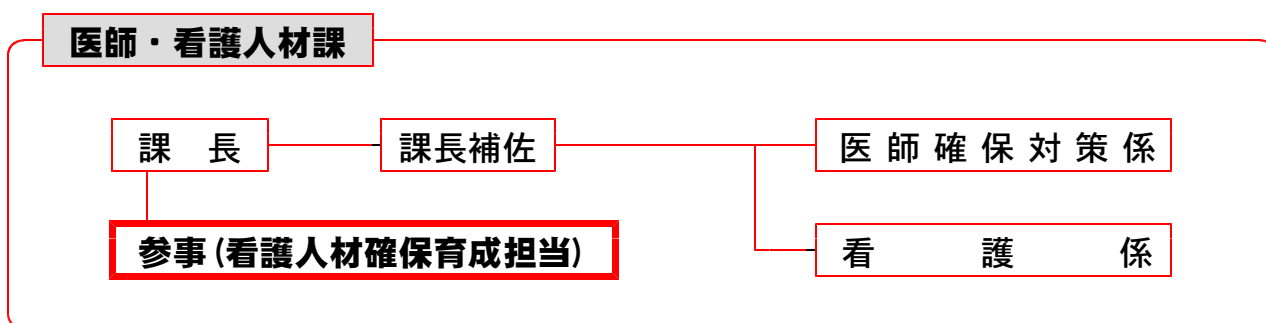 医師・看護人材課
課長
課長補佐
医師確保対策係
参事(看護人材確保育成担当)
看護係